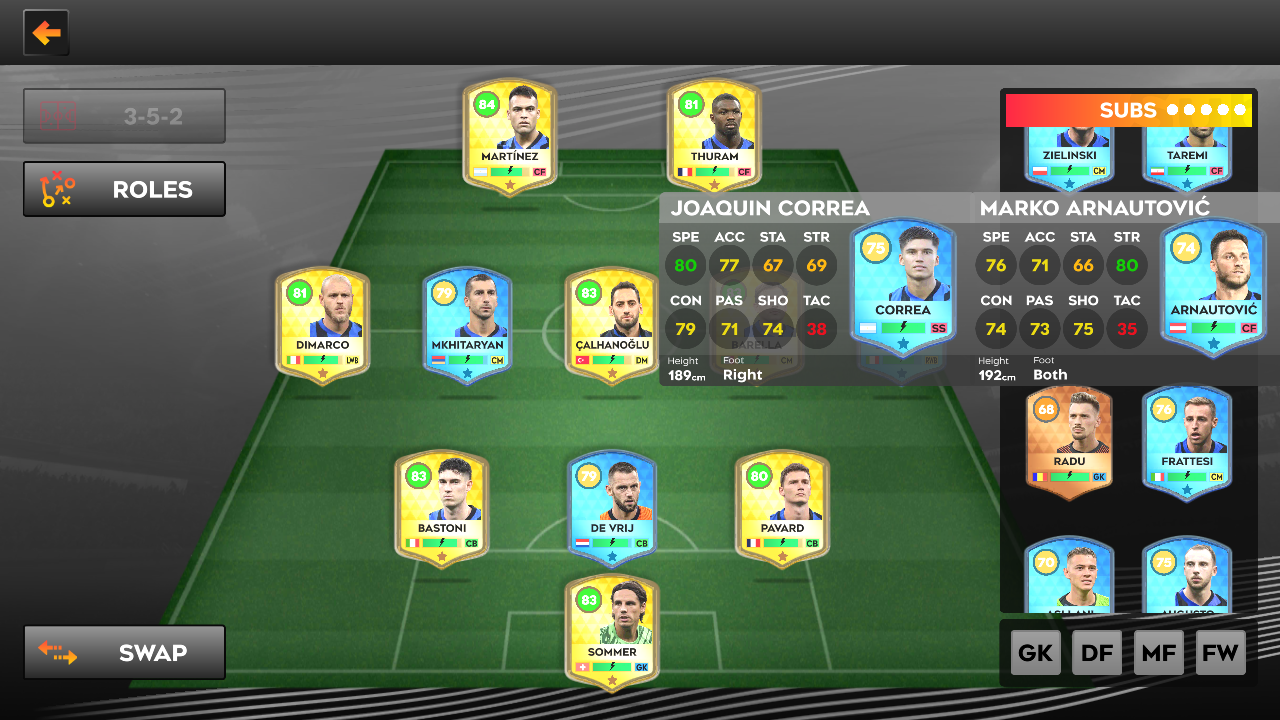 3-5-2
ROLES
84
MARTÍNEZ
CF
81
THURAM
CF
SUBS
ZIELINSKI
CM
TAREMI
CF
JOAQUIN CORREA
SPE ACC STA STR
80 77 67 69
CON PAS SHO TAC
79 71 74 38
Height Foot
189cm Right
75
CORREA
SS
MARKO ARNAUTOVIĆ
SPE ACC STA STR
76 71 66 80
CON PAS SHO TAC
74 73 75 35
Height Foot
192cm Both
74
ARNAUTOVIĆ
CF
81
DIMARCO
LWB
79
MKHITARYAN
CM
83
ÇALHANOĞLU
DM
BARELLA
CM
68
RADU
GK
76
FRATTESI
CM
83
BASTONI
CB
79
DE VRIJ
CB
80
PAVARD
CB
70
ASLLANI
75
AUGUSTO
83
SOMMER
GK
SWAP
GK DF MF FW